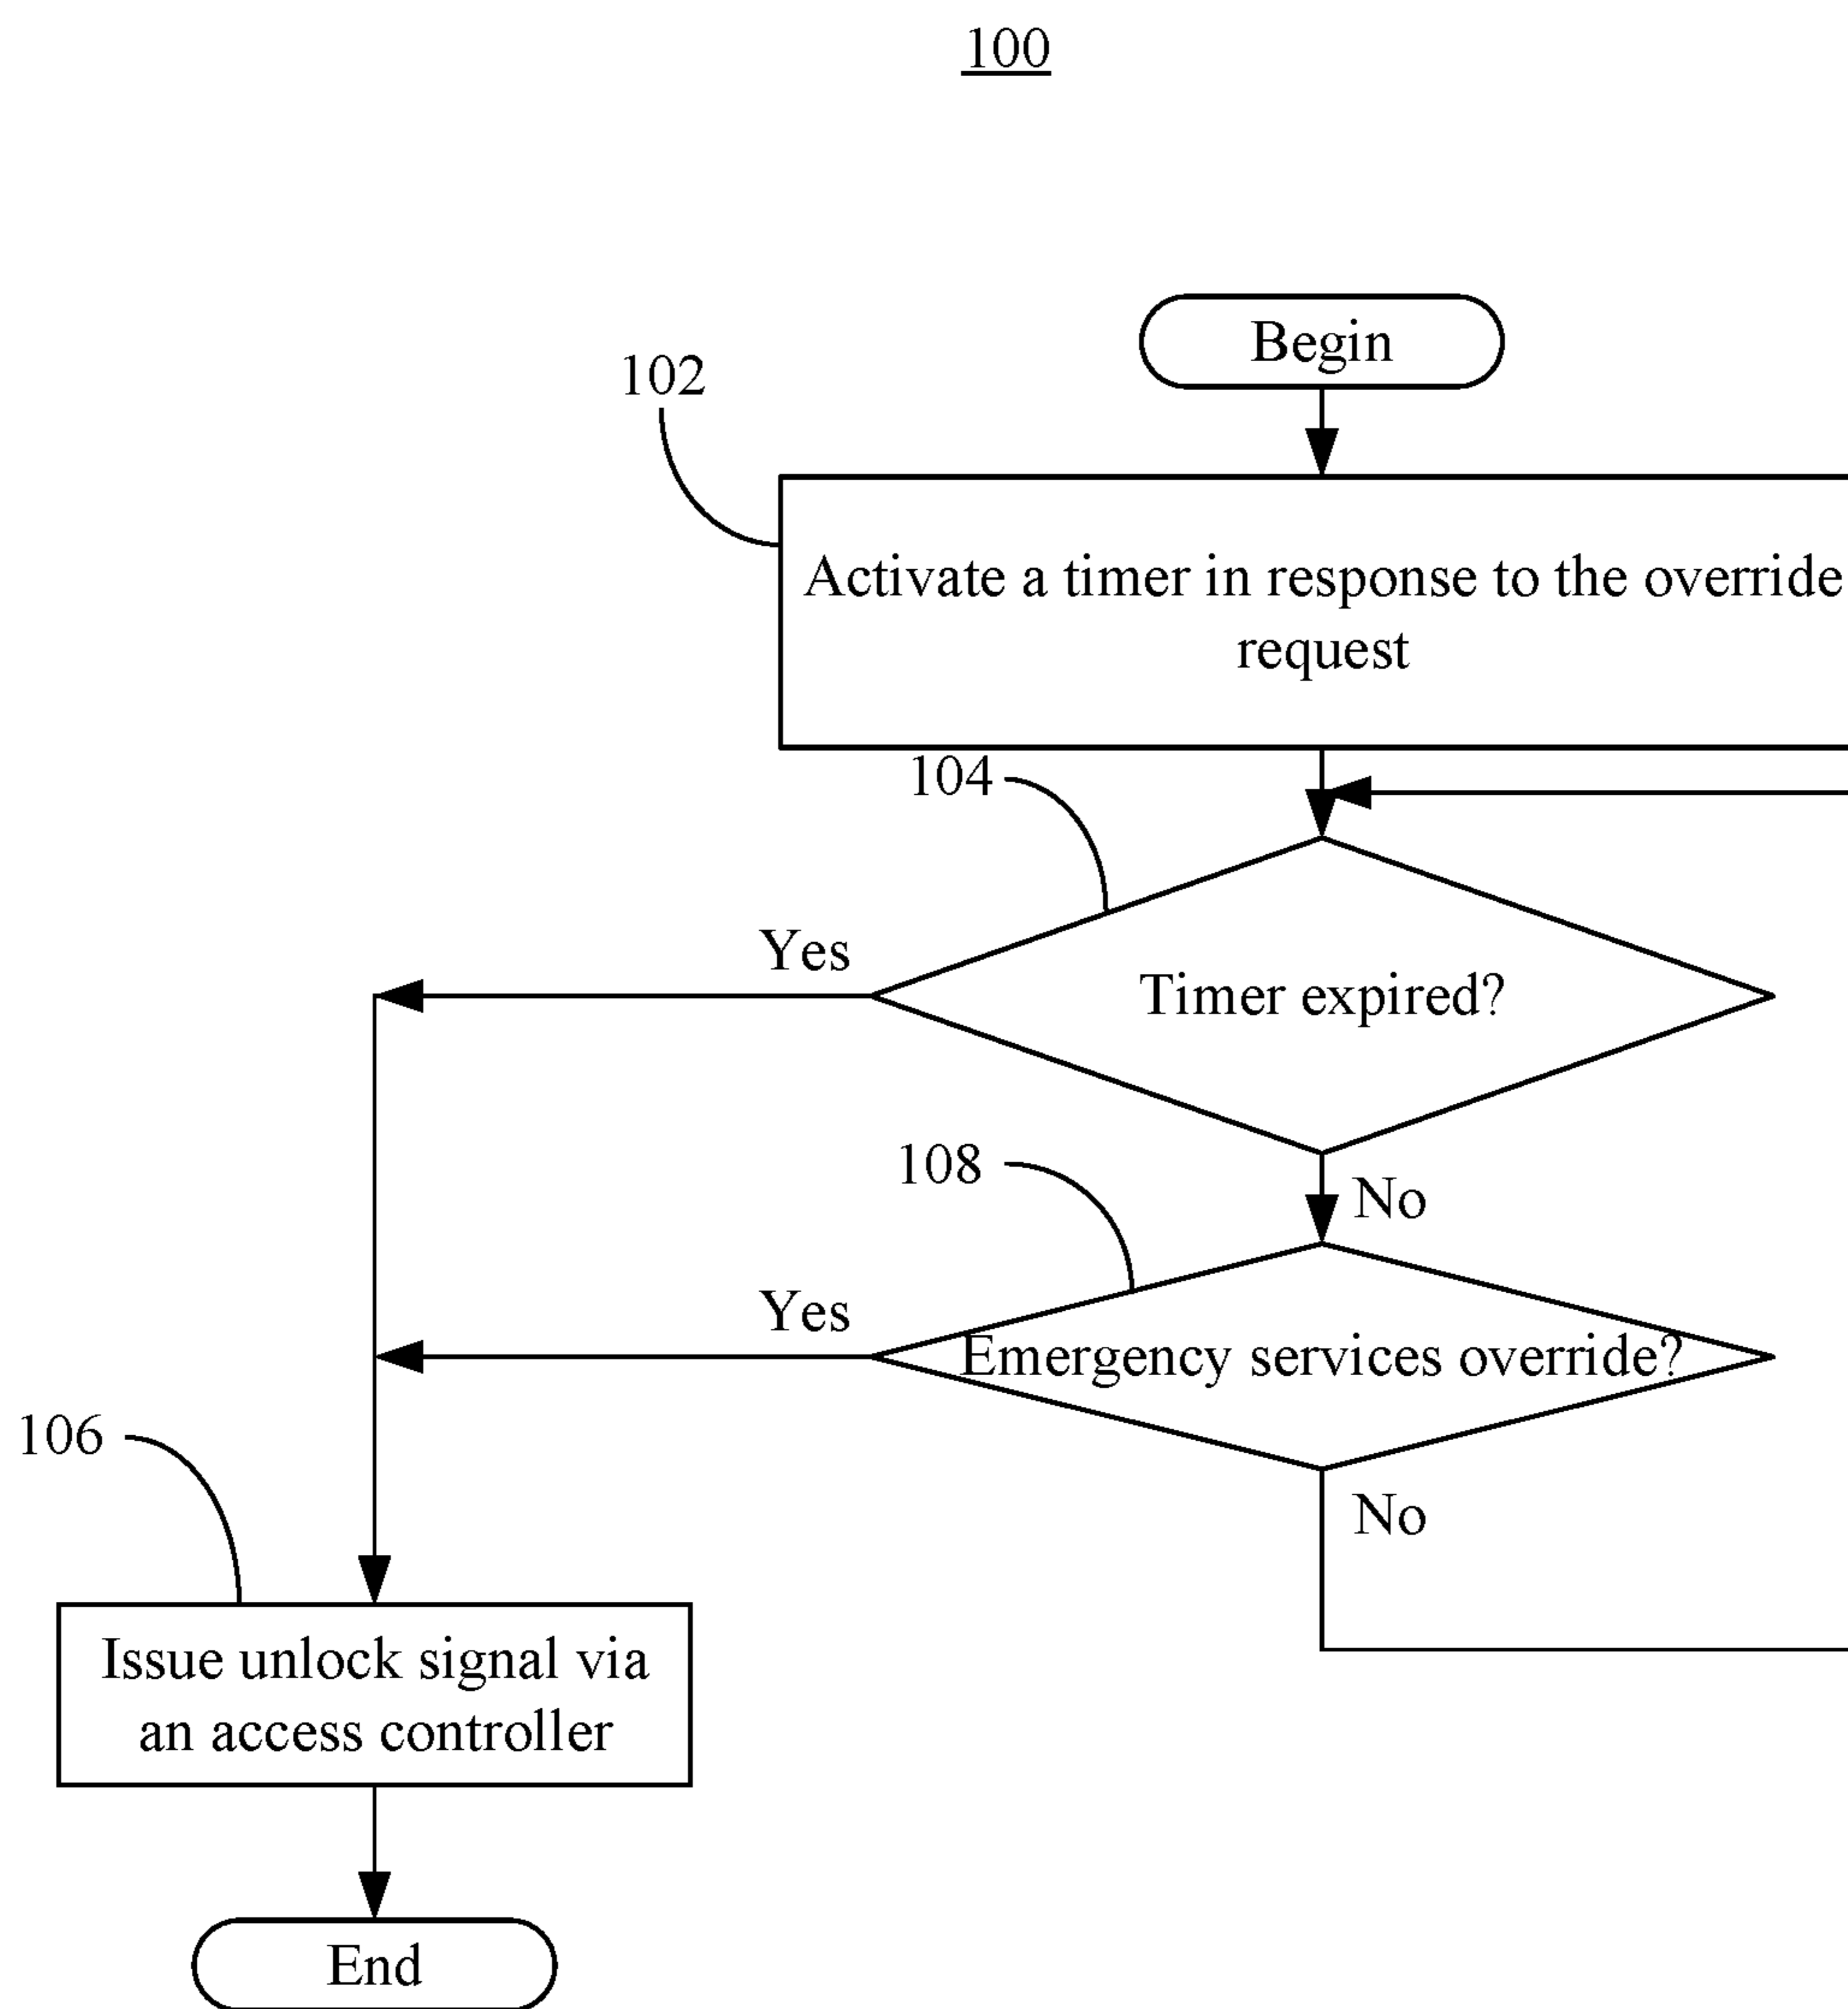 100
Begin
102
Activate a timer in response to the override
request
104
Yes
Timer expired?
108
No
Yes
Emergency services override?
106
No
Issue unlock signal via
an access controller
End